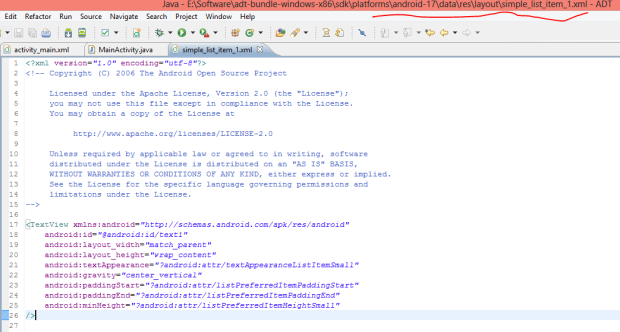 Java - E:\Software\adt-bundle-windows-x86\sdk\platforms\android-17\data\res\layout\simple_list_item_1.xml - ADT
Edit Refactor Source Navigate Search Project Run Window Help
activity_main.xml MainActivity.java simple_list_item_1.xml
1 <?xml version="1.0" encoding="utf-8"?>
2 <!-- Copyright (C) 2006 The Android Open Source Project
3
4 Licensed under the Apache License, Version 2.0 (the "License");
5 you may not use this file except in compliance with the License.
6 You may obtain a copy of the License at
7
8 http://www.apache.org/licenses/LICENSE-2.0
9
10 Unless required by applicable law or agreed to in writing, software
11 distributed under the License is distributed on an "AS IS" BASIS,
12 WITHOUT WARRANTIES OR CONDITIONS OF ANY KIND, either express or implied.
13 See the License for the specific language governing permissions and
14 limitations under the License.
15 -->
16
17 <TextView xmlns:android="http://schemas.android.com/apk/res/android"
18 android:id="@android:id/text1"
19 android:layout_width="match_parent"
20 android:layout_height="wrap_content"
21 android:textAppearance="?android:attr/textAppearanceListItemSmall"
22 android:gravity="center_vertical"
23 android:paddingStart="?android:attr/listPreferredItemPaddingStart"
24 android:paddingEnd="?android:attr/listPreferredItemPaddingEnd"
25 android:minHeight="?android:attr/listPreferredItemHeightSmall"
26 />
27